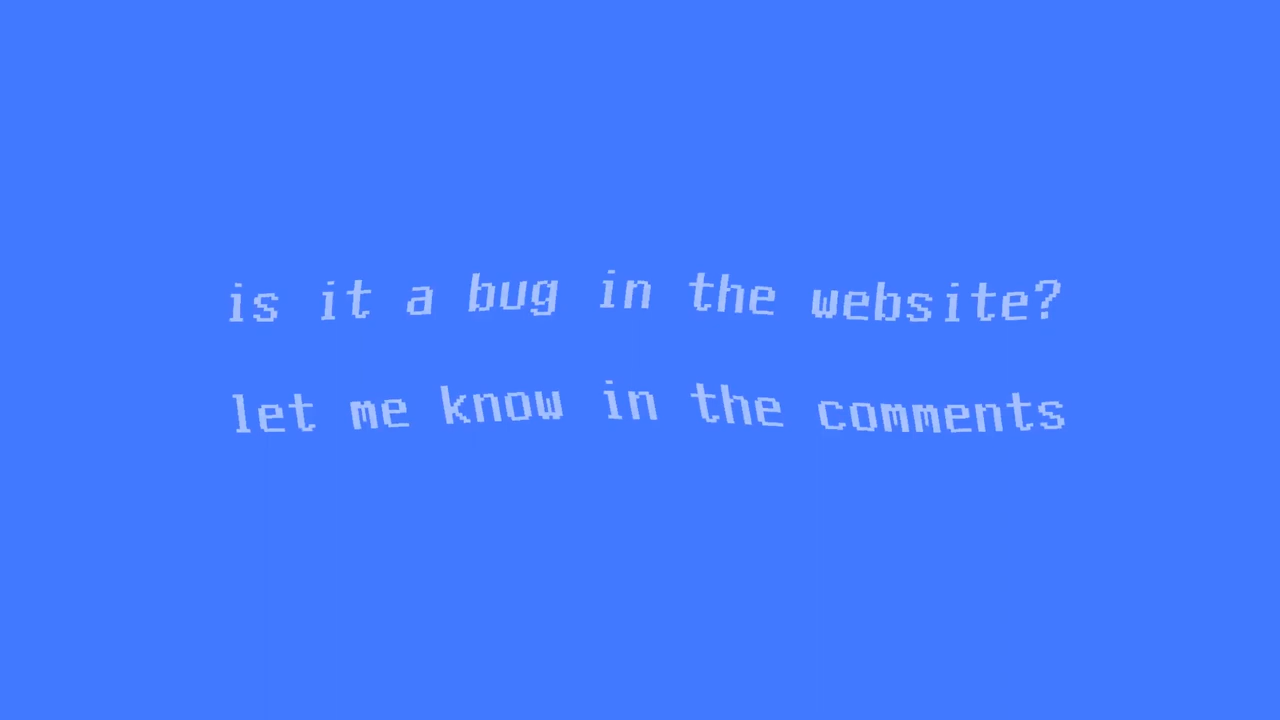 is it a bug in the website?
let me know in the comments